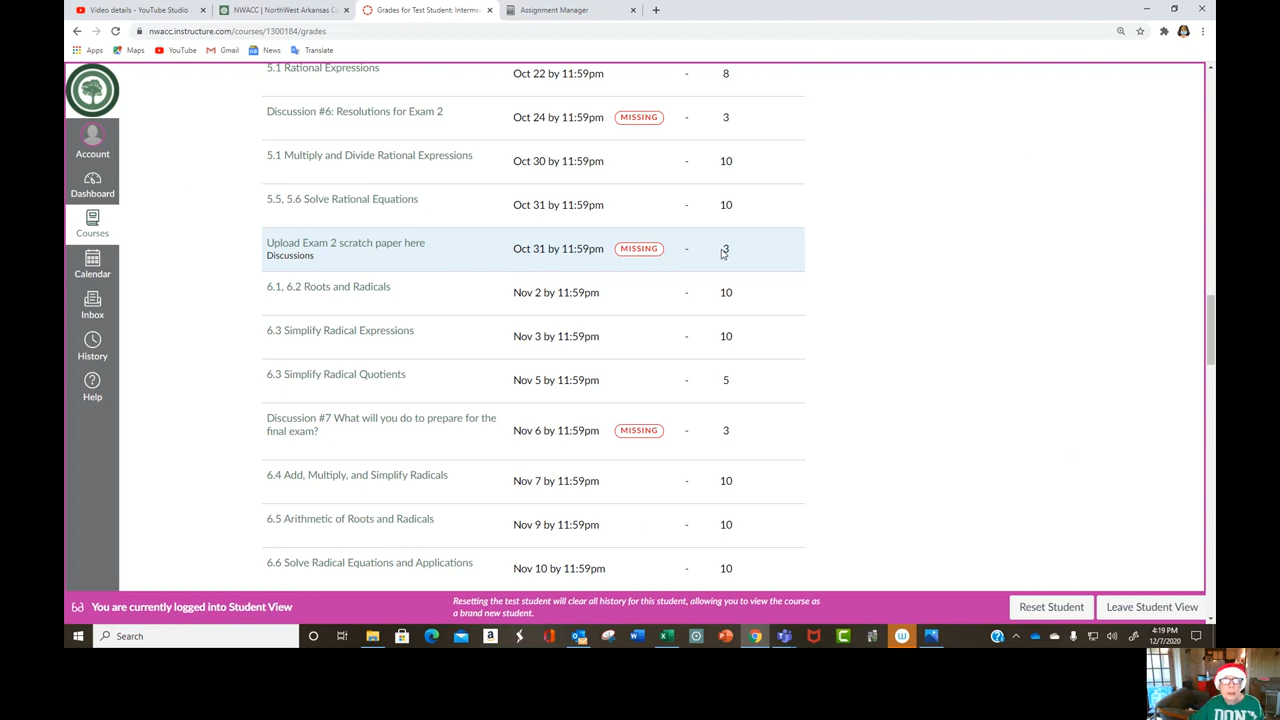 Video details - YouTube Studio
NWACC | NorthWest Arkansas C
Grades for Test Student: Interme
Assignment Manager
nwacc.instructure.com/courses/1300184/grades
Apps
Maps
YouTube
Gmail
News
Translate
Account
Dashboard
Courses
Calendar
Inbox
History
Help
5.1 Rational Expressions Oct 22 by 11:59pm - 8
Discussion #6: Resolutions for Exam 2 Oct 24 by 11:59pm MISSING - 3
5.1 Multiply and Divide Rational Expressions Oct 30 by 11:59pm - 10
5.5, 5.6 Solve Rational Equations Oct 31 by 11:59pm - 10
Upload Exam 2 scratch paper here Oct 31 by 11:59pm MISSING - 3
Discussions
6.1, 6.2 Roots and Radicals Nov 2 by 11:59pm - 10
6.3 Simplify Radical Expressions Nov 3 by 11:59pm - 10
6.3 Simplify Radical Quotients Nov 5 by 11:59pm - 5
Discussion #7 What will you do to prepare for the
final exam? Nov 6 by 11:59pm MISSING - 3
6.4 Add, Multiply, and Simplify Radicals Nov 7 by 11:59pm - 10
6.5 Arithmetic of Roots and Radicals Nov 9 by 11:59pm - 10
6.6 Solve Radical Equations and Applications Nov 10 by 11:59pm - 10
You are currently logged into Student View
Resetting the test student will clear all history for this student, allowing you to view the course as
a brand new student.
Reset Student
Leave Student View
Search
4:19 PM
12/7/2020
DON'T